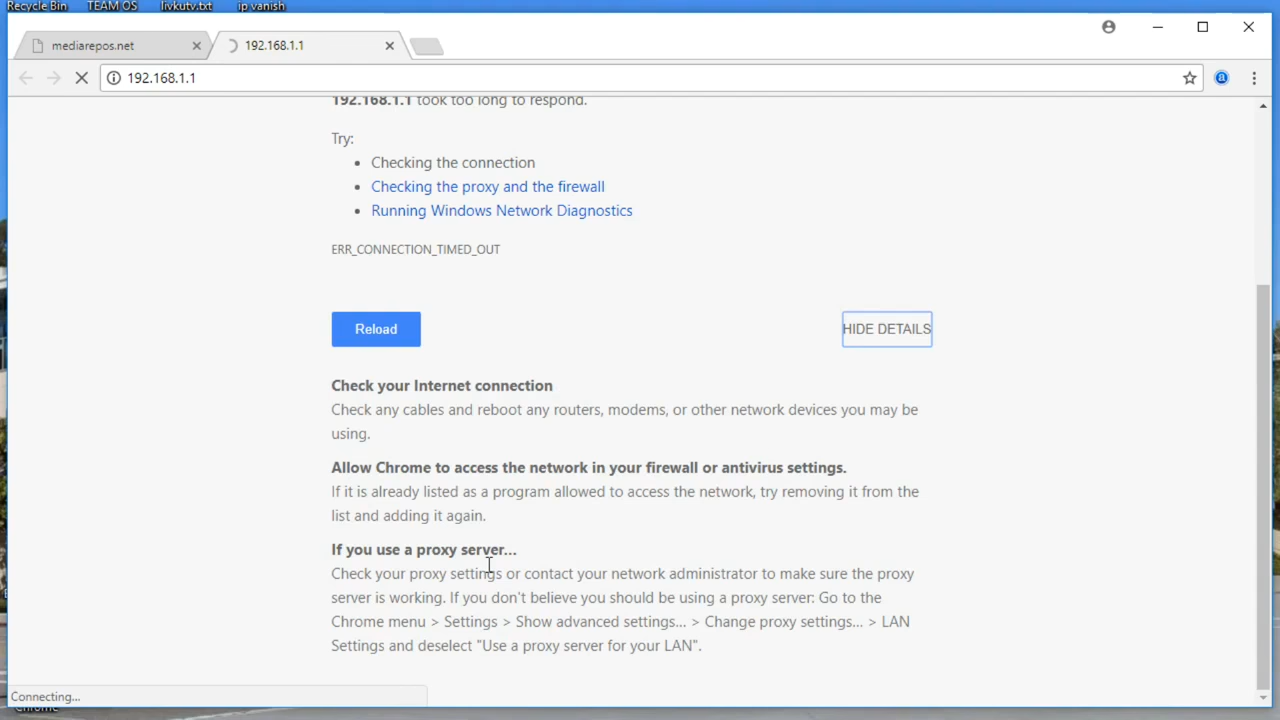 Recycle Bin TEAM OS livkutv.txt ip vanish
mediarepos.net 192.168.1.1
192.168.1.1
192.168.1.1 took too long to respond.
Try:
Checking the connection
Checking the proxy and the firewall
Running Windows Network Diagnostics
ERR_CONNECTION_TIMED_OUT
Reload HIDE DETAILS
Check your Internet connection
Check any cables and reboot any routers, modems, or other network devices you may be
using.
Allow Chrome to access the network in your firewall or antivirus settings.
If it is already listed as a program allowed to access the network, try removing it from the
list and adding it again.
If you use a proxy server...
Check your proxy settings or contact your network administrator to make sure the proxy
server is working. If you don't believe you should be using a proxy server: Go to the
Chrome menu > Settings > Show advanced settings... > Change proxy settings... > LAN
Settings and deselect "Use a proxy server for your LAN".
Connecting...
Chrome